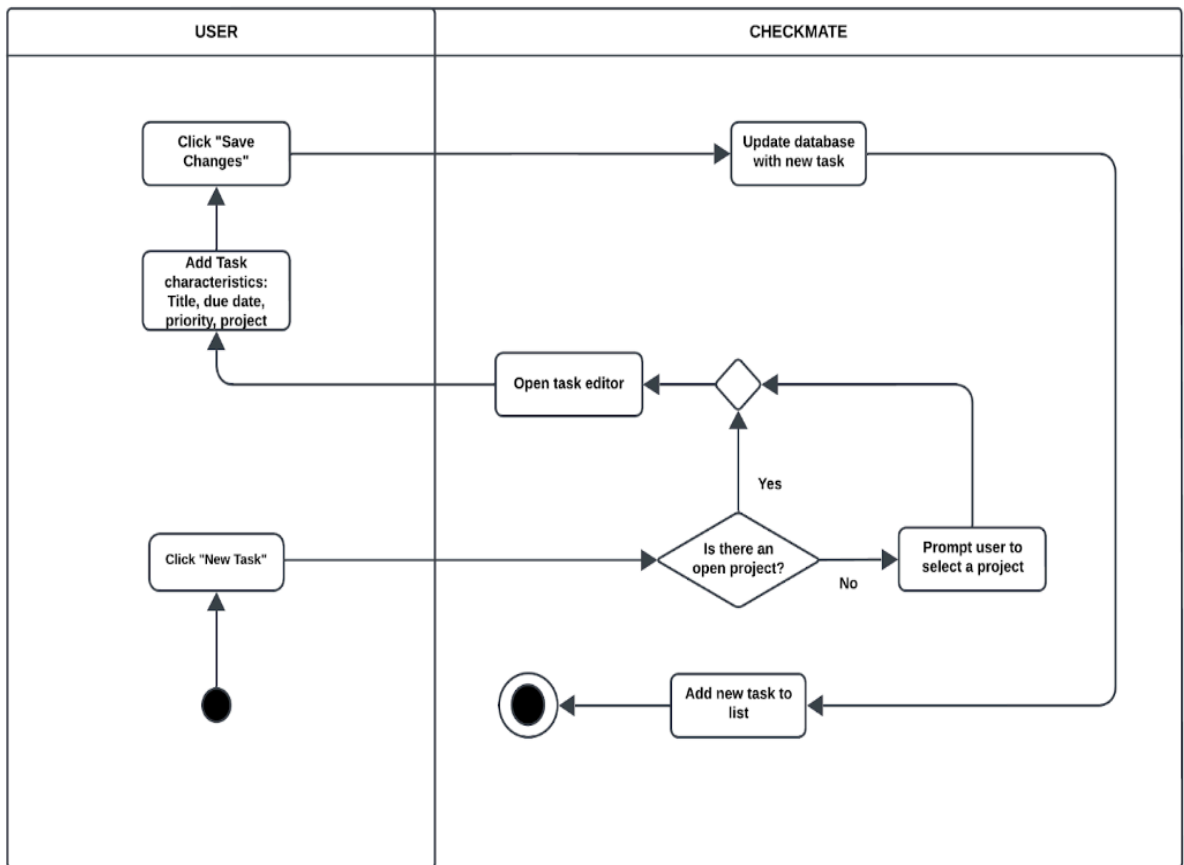 USER
CHECKMATE
Click "Save
Changes"
Update database
with new task
Add Task
characteristics:
Title, due date,
priority, project
Open task editor
Yes
Click "New Task"
Is there an
open project?
No
Prompt user to
select a project
Add new task to
list